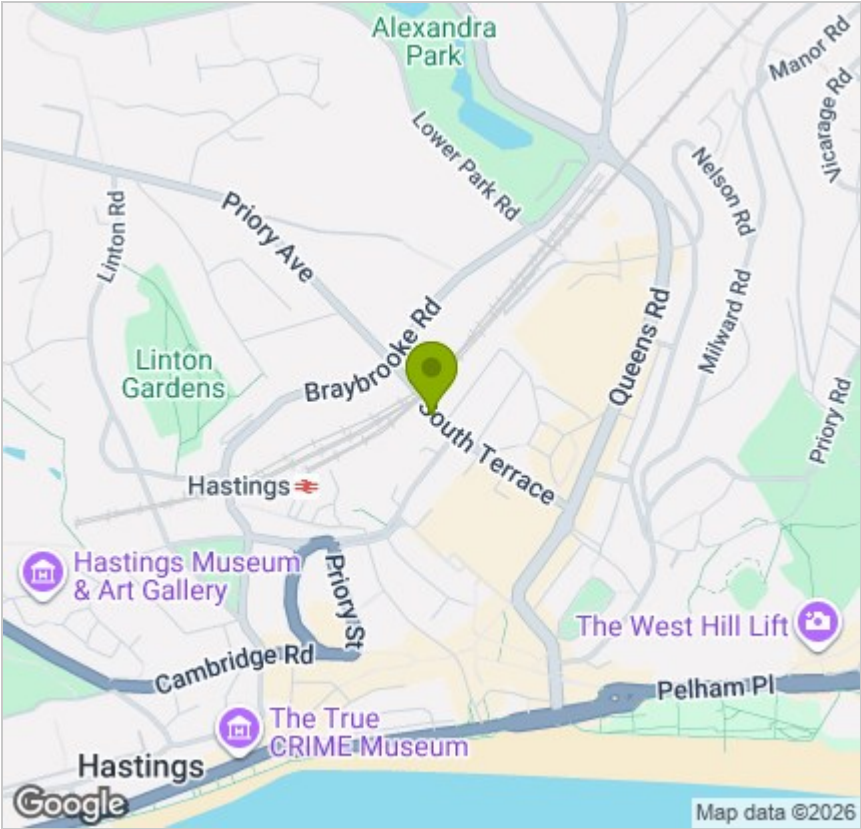 Alexandra
Park
Manor Rd
Vicarage Rd
Lower Park Rd
Nelson Rd
Linton Rd
Priory Ave
Milward Rd
Queens Rd
Braybrooke Rd
Linton
Gardens
South Terrace
Priory Rd
Hastings
Hastings Museum
& Art Gallery
Priory St
The West Hill Lift
Cambridge Rd
Pelham Pl
The True
CRIME Museum
Hastings
Google
Map data ©2026